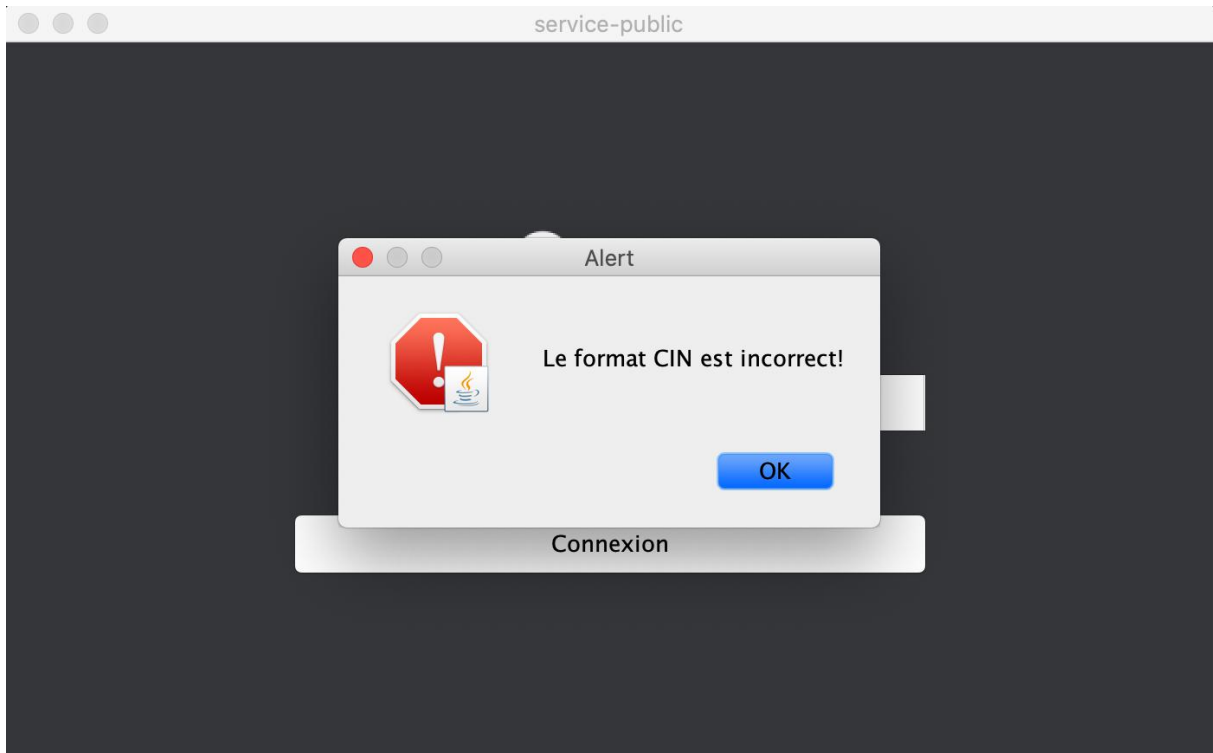 service-public
Alert
Le format CIN est incorrect!
OK
Connexion